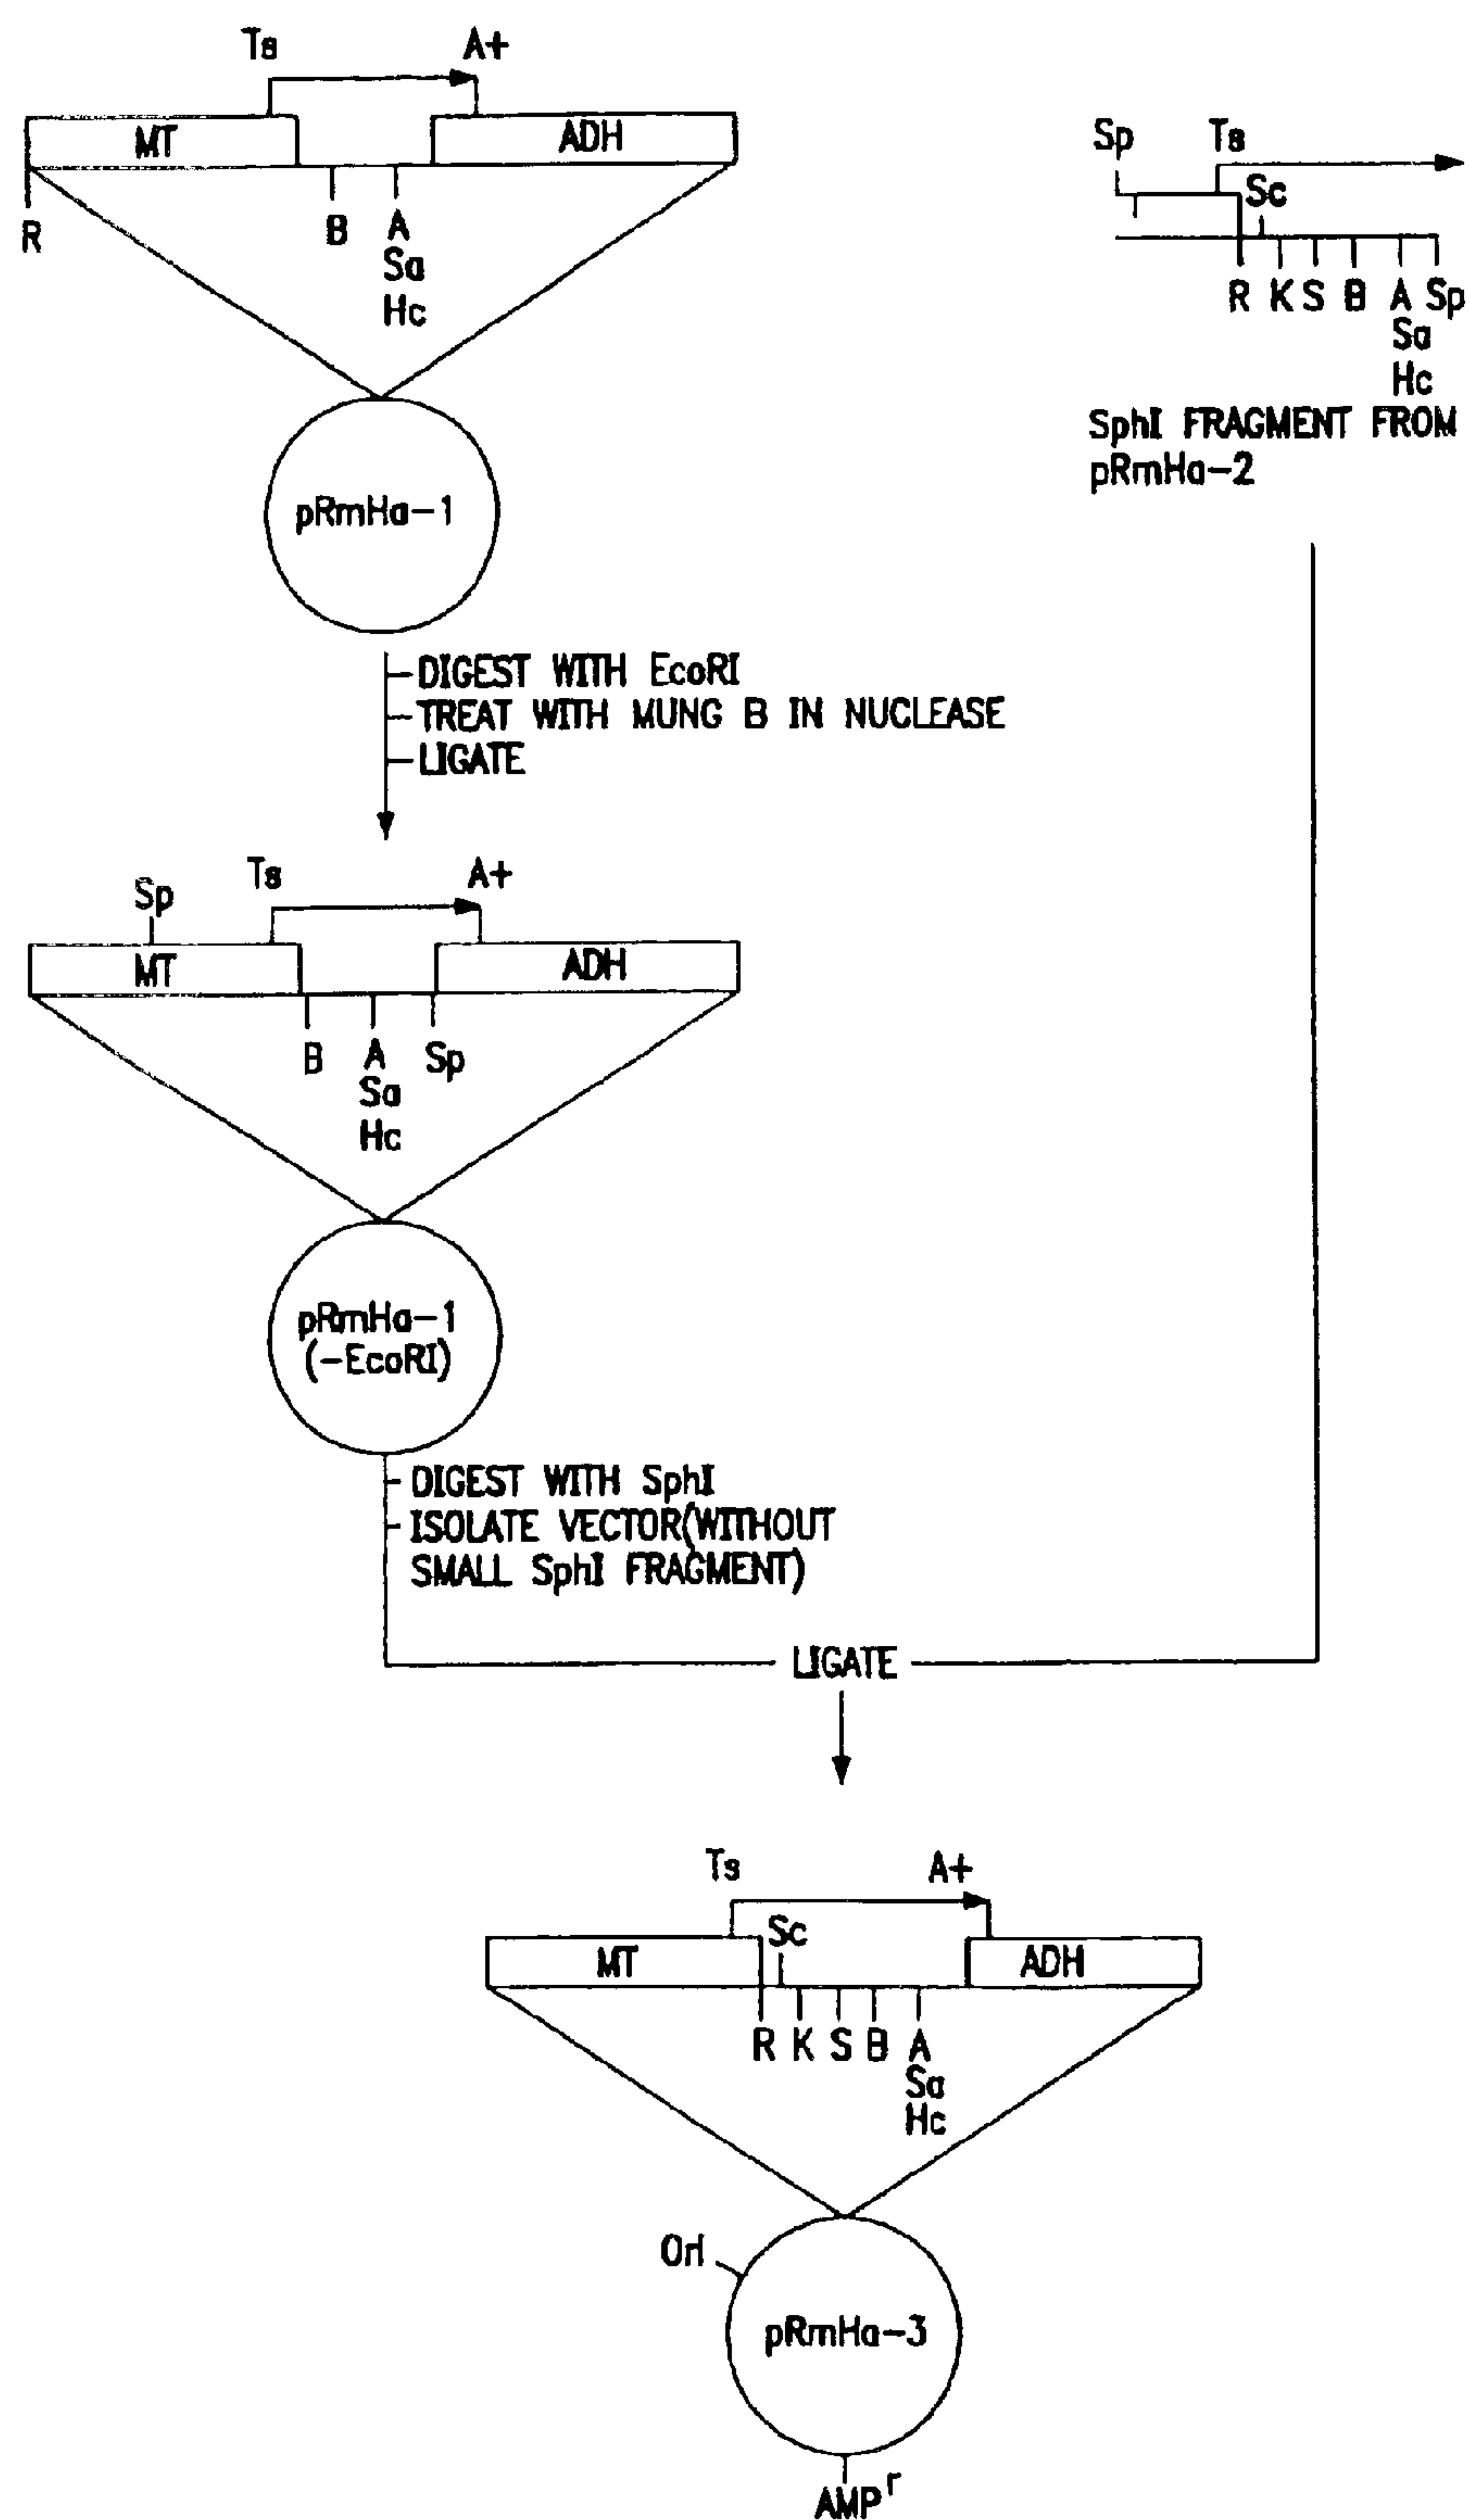 Ts A+
MT ADH
R B A
Sa
Hc
pRmHa-1
Sp Ts
Sc
R K S B A Sp
Sa
Hc
SphI FRAGMENT FROM
pRmHa-2
DIGEST WITH EcoRI
TREAT WITH MUNG B IN NUCLEASE
LIGATE
Sp Ts A+
MT ADH
B A Sp
Sa
Hc
pRmHa-1
(-EcoRI)
DIGEST WITH SphI
ISOLATE VECTOR(WITHOUT
SMALL SphI FRAGMENT)
LIGATE
Ts A+
Sc
MT ADH
R K S B A
Sa
Hc
Ori
pRmHa-3
AMPr